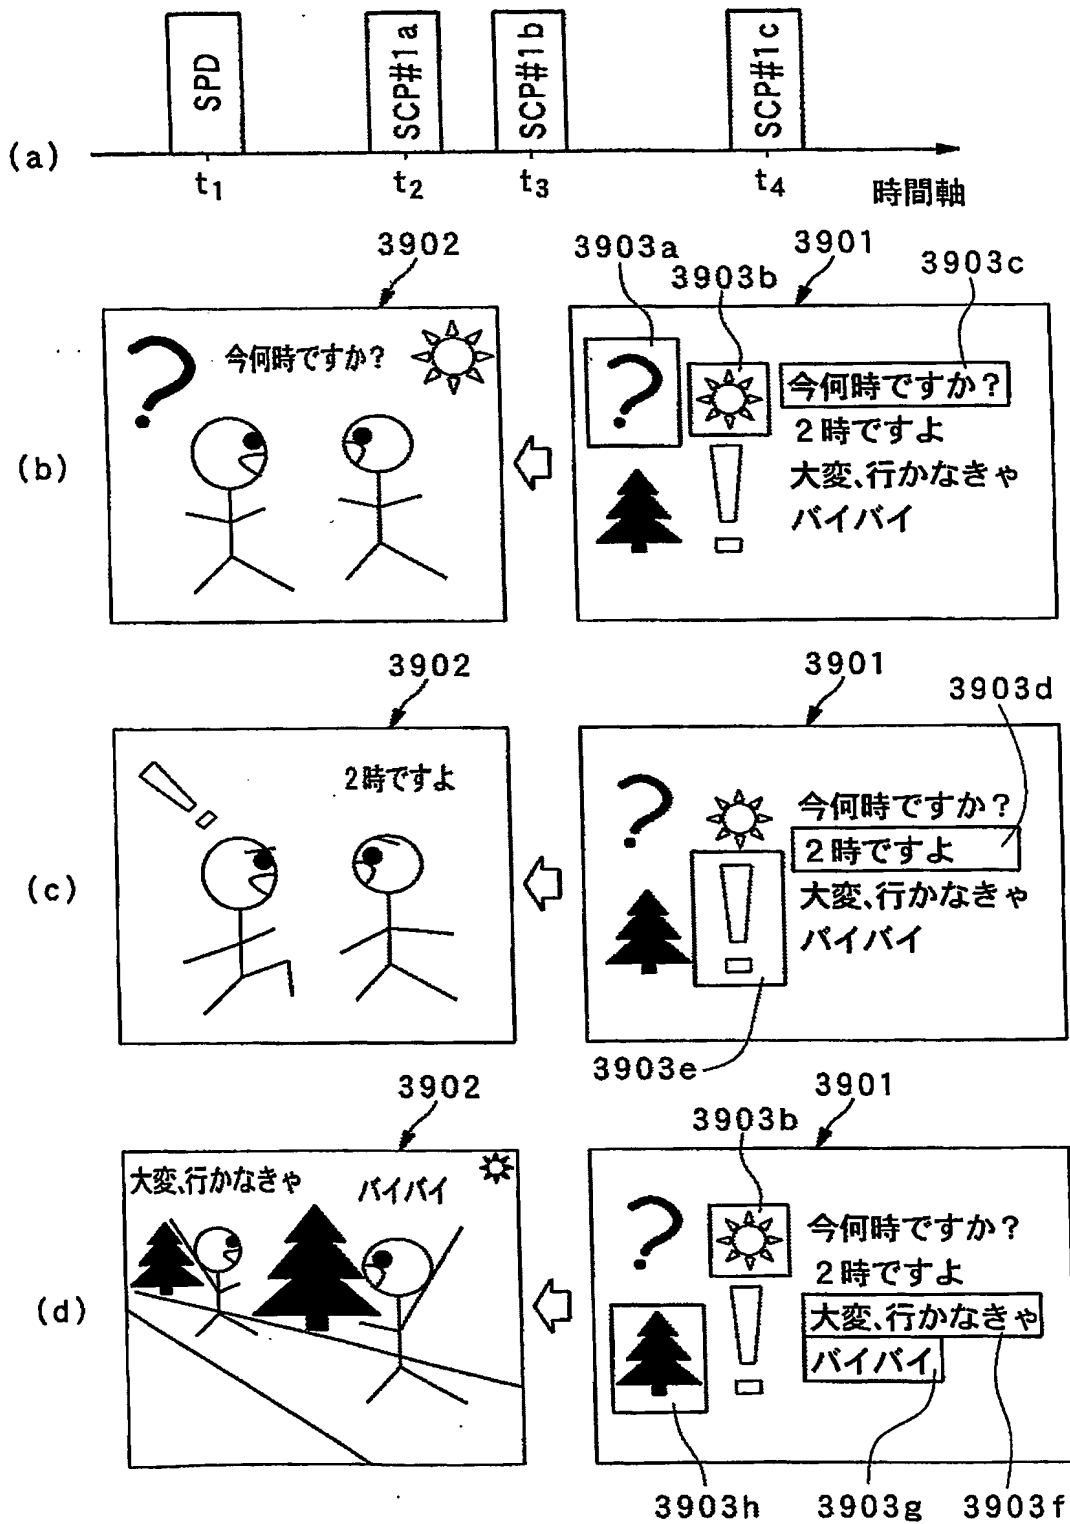 SPD
SCP#1a
SCP#1b
SCP#1c
(a)
t1
t2
t3
t4
時間軸
3902
3903a
3903b
3901
3903c
(b)
?
今何時ですか?
?
今何時ですか?
2時ですよ
大変、行かなきゃ
バイバイ
!
3902
3901
3903d
(c)
!
2時ですよ
?
今何時ですか?
2時ですよ
大変、行かなきゃ
バイバイ
!
3903e
3902
3903b
3901
(d)
大変、行かなきゃ
バイバイ
?
今何時ですか?
2時ですよ
大変、行かなきゃ
バイバイ
!
3903h
3903g
3903f